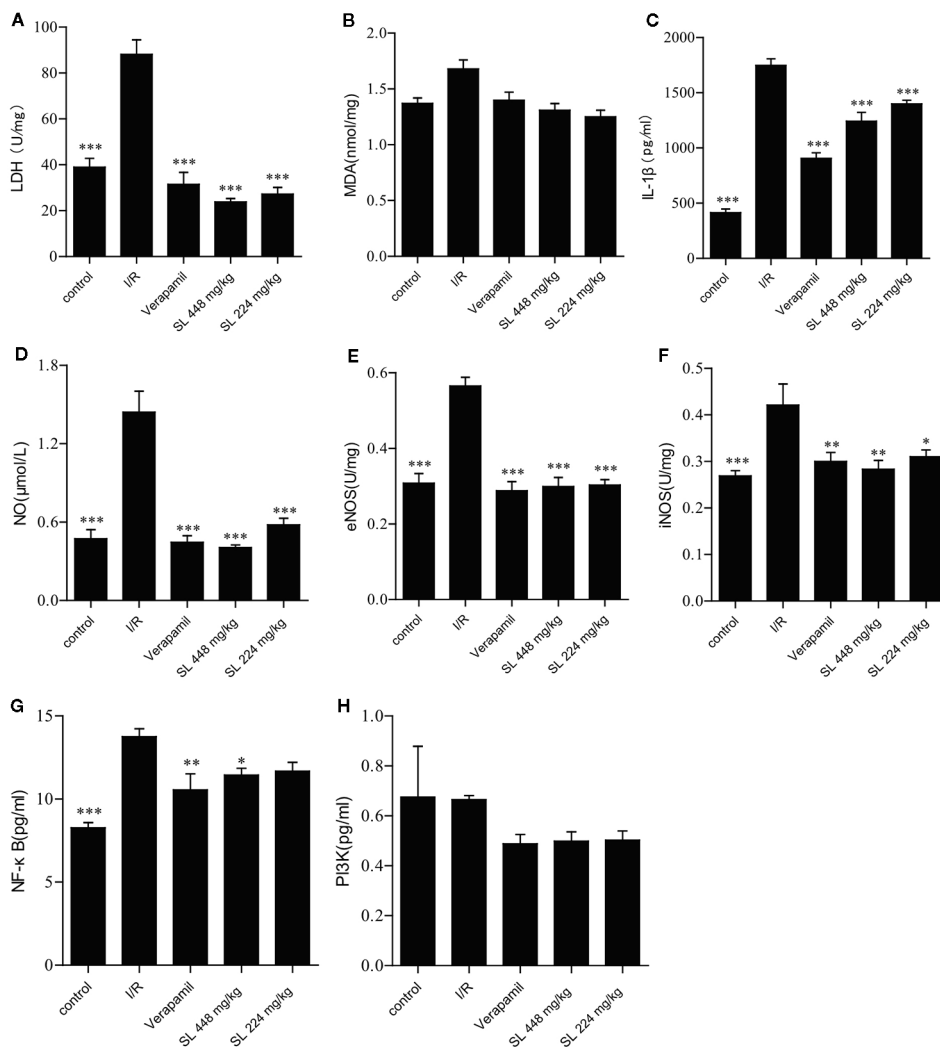 A
LDH (U/mg)
100
80
60
40
20
0
***
***
***
***
control
I/R
Verapamil
SL 448 mg/kg
SL 224 mg/kg
B
MDA(nmol/mg)
2.0
1.5
1.0
0.5
0.0
control
I/R
Verapamil
SL 448 mg/kg
SL 224 mg/kg
C
IL-1β (pg/ml)
2000
1500
1000
500
0
***
***
***
***
control
I/R
Verapamil
SL 448 mg/kg
SL 224 mg/kg
D
NO(μmol/L)
1.8
1.2
0.6
0.0
***
***
***
***
control
I/R
Verapamil
SL 448 mg/kg
SL 224 mg/kg
E
eNOS(U/mg)
0.6
0.4
0.2
0.0
***
***
***
***
control
I/R
Verapamil
SL 448 mg/kg
SL 224 mg/kg
F
iNOS(U/mg)
0.5
0.4
0.3
0.2
0.1
0.0
***
**
**
*
control
I/R
Verapamil
SL 448 mg/kg
SL 224 mg/kg
G
NF-κ B(pg/ml)
15
10
5
0
***
**
*
control
I/R
Verapamil
SL 448 mg/kg
SL 224 mg/kg
H
PI3K(pg/ml)
1.0
0.8
0.6
0.4
0.2
0.0
control
I/R
Verapamil
SL 448 mg/kg
SL 224 mg/kg